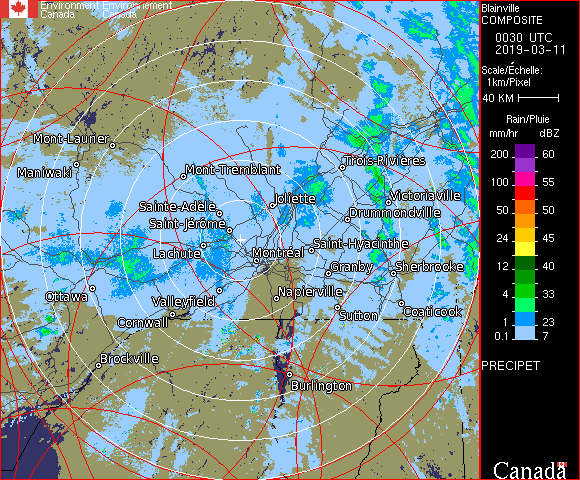 Environment Environnement
Canada Canada
Blainville
COMPOSITE
0030 UTC
2019-03-11
Scale/Échelle:
1km/Pixel
40 KM
Rain/Pluie
mm/hr dBZ
200 60
100 55
50 50
24 45
12 40
8 35
4 33
1 23
0.1 7
PRECIPET
Canada
Mont-Laurier
Maniwaki
Mont-Tremblant
Trois-Rivières
Joliette
Victoriaville
Sainte-Adele
Drummondville
Saint-Jérôme
Saint-Hyacinthe
Lachute
Montréal
Granby
Sherbrooke
Ottawa
Valleyfield
Napierville
Cornwall
Sutton
Coaticook
Brockville
Burlington